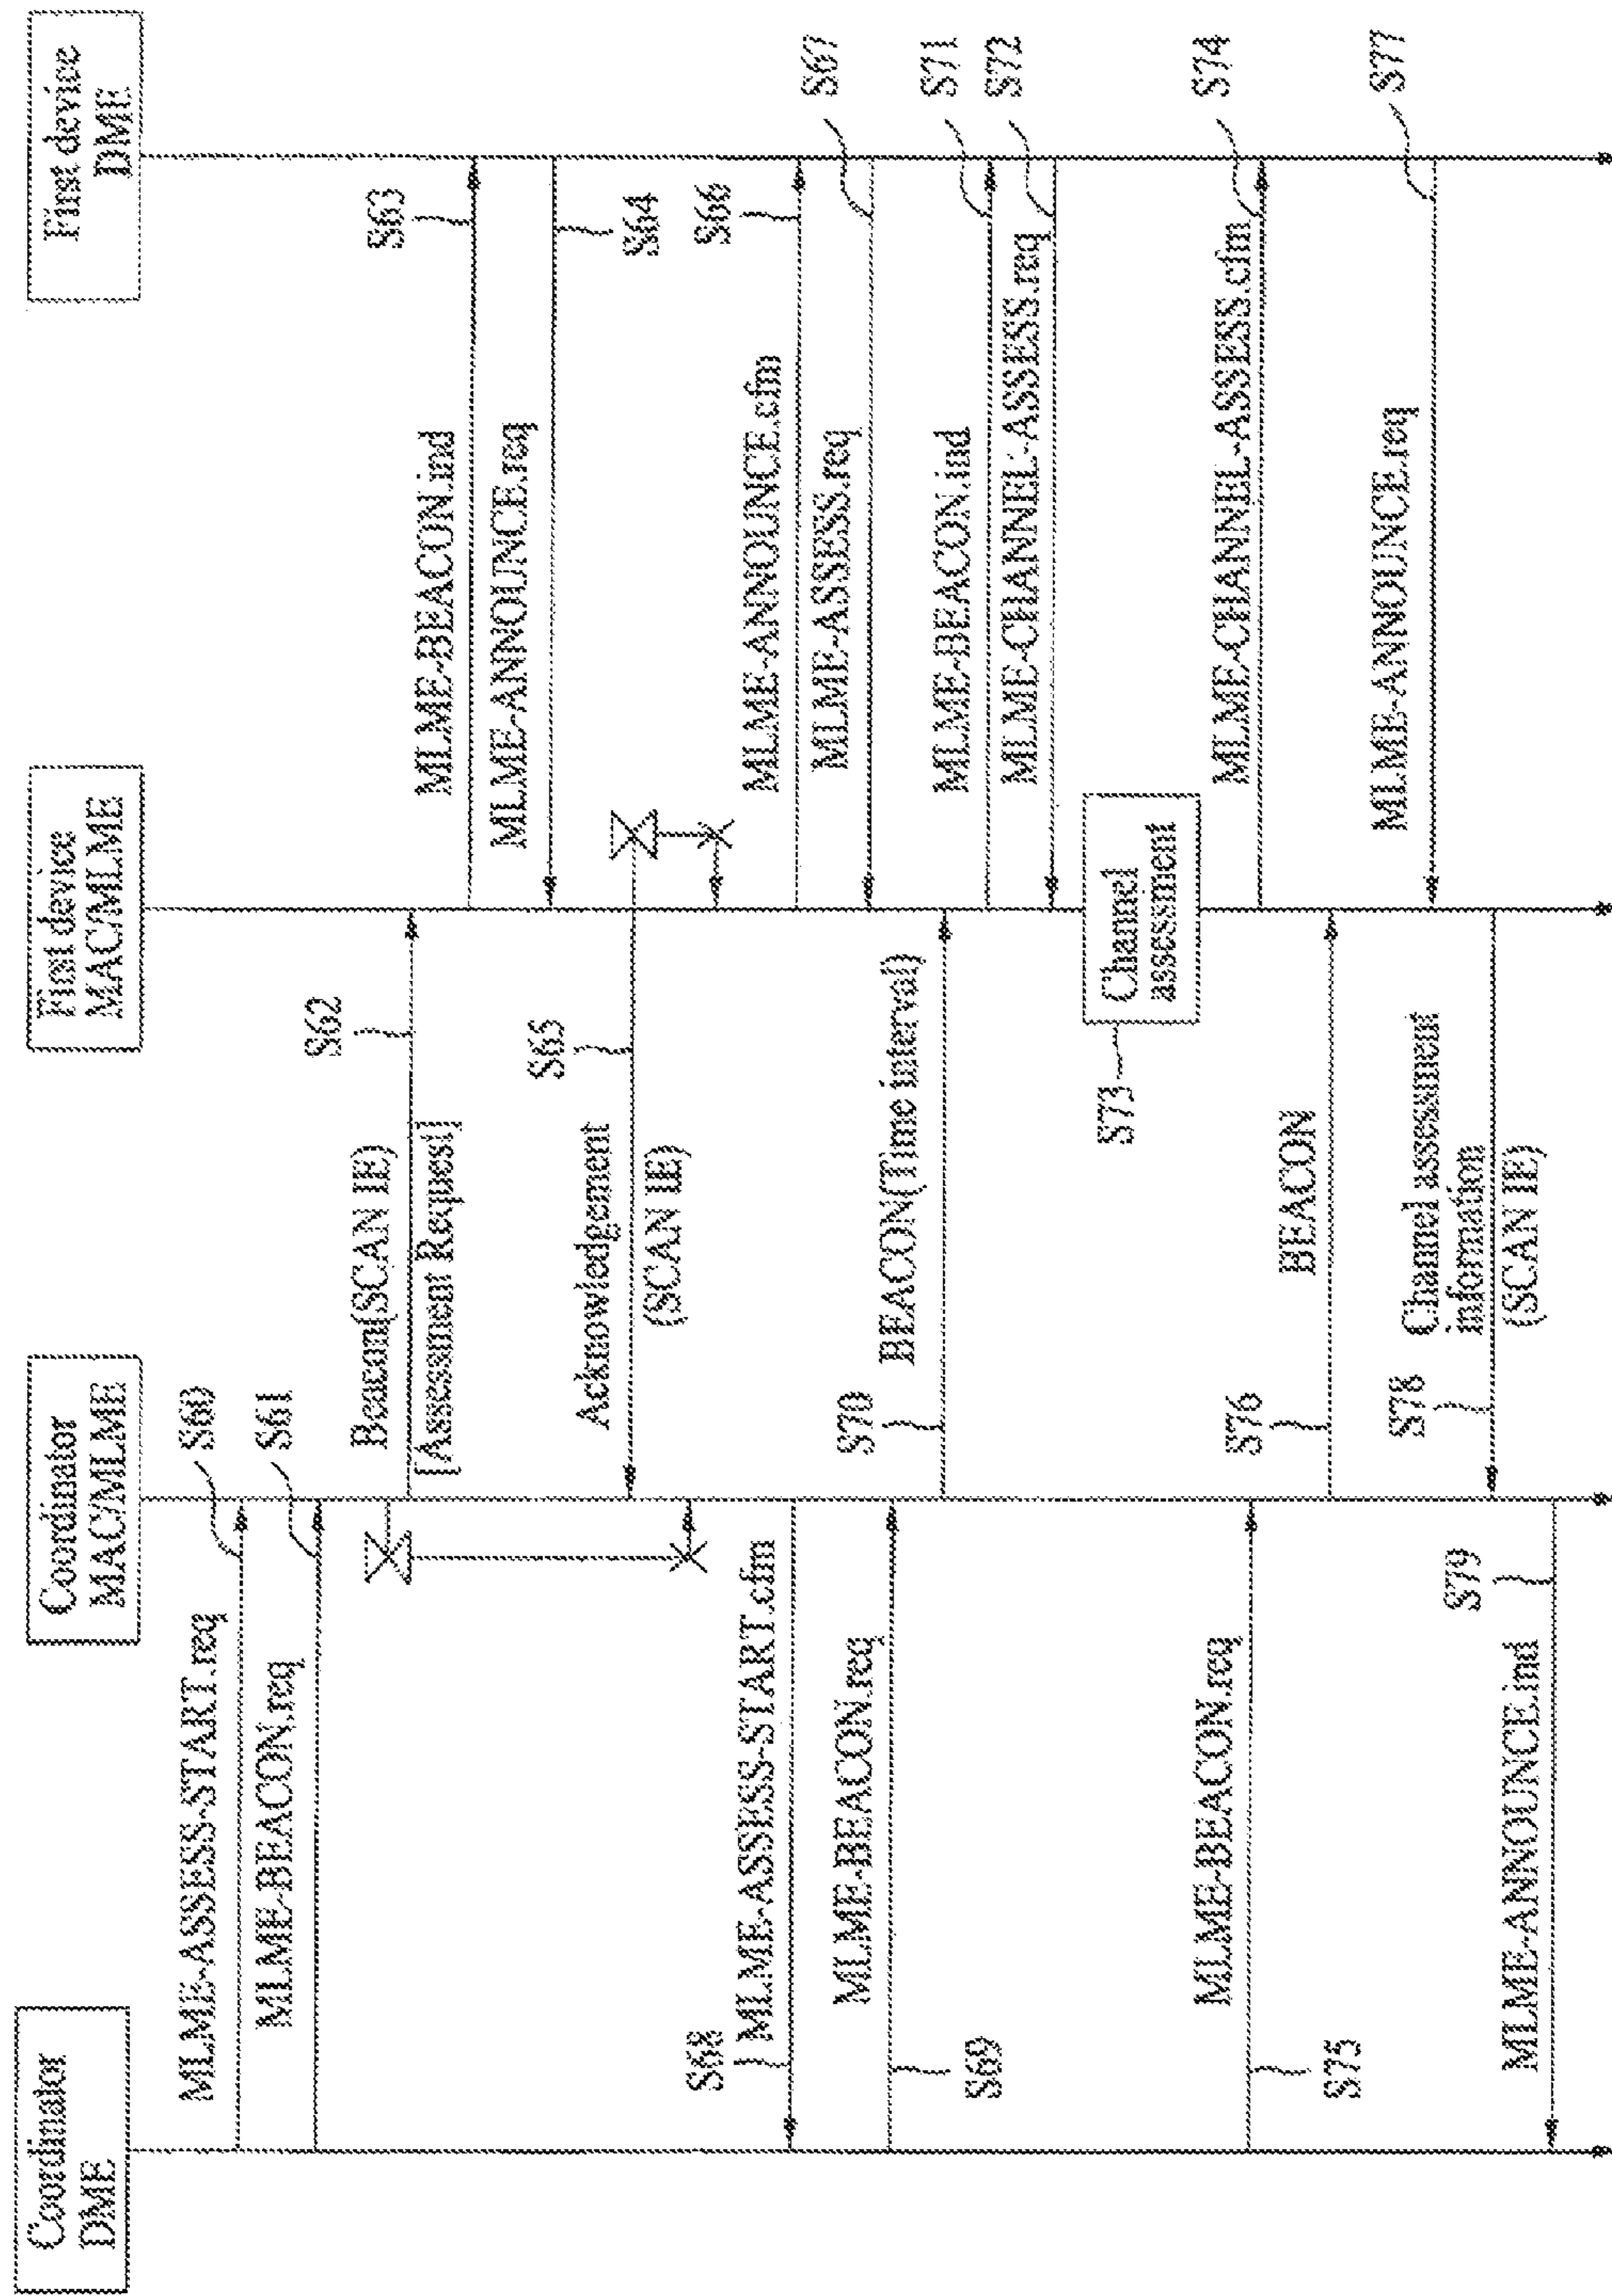 Coordinator
DME
Coordinator
MAC/MLME
First device
MAC/MLME
First device
DME
MLME-ASSESS-START.req
S60
MLME-BEACON.req
S61
Beacon(SCAN IE)
[Assessment Request]
S62
MLME-BEACON.ind
S63
MLME-ANNOUNCE.req
S64
Acknowledgement
(SCAN IE)
S65
S66
MLME-ANNOUNCE.cfm
MLME-ASSESS.req
S67
S68
MLME-ASSESS-START.cfm
MLME-BEACON.req
S69
S70
BEACON(Time interval)
MLME-BEACON.ind
S71
MLME-CHANNEL-ASSESS.req
S72
S73
Channel
assessment
MLME-CHANNEL-ASSESS.cfm
S74
MLME-BEACON.req
S75
S76
BEACON
MLME-ANNOUNCE.req
S77
S78
Channel assessment
information
(SCAN IE)
MLME-ANNOUNCE.ind
S79